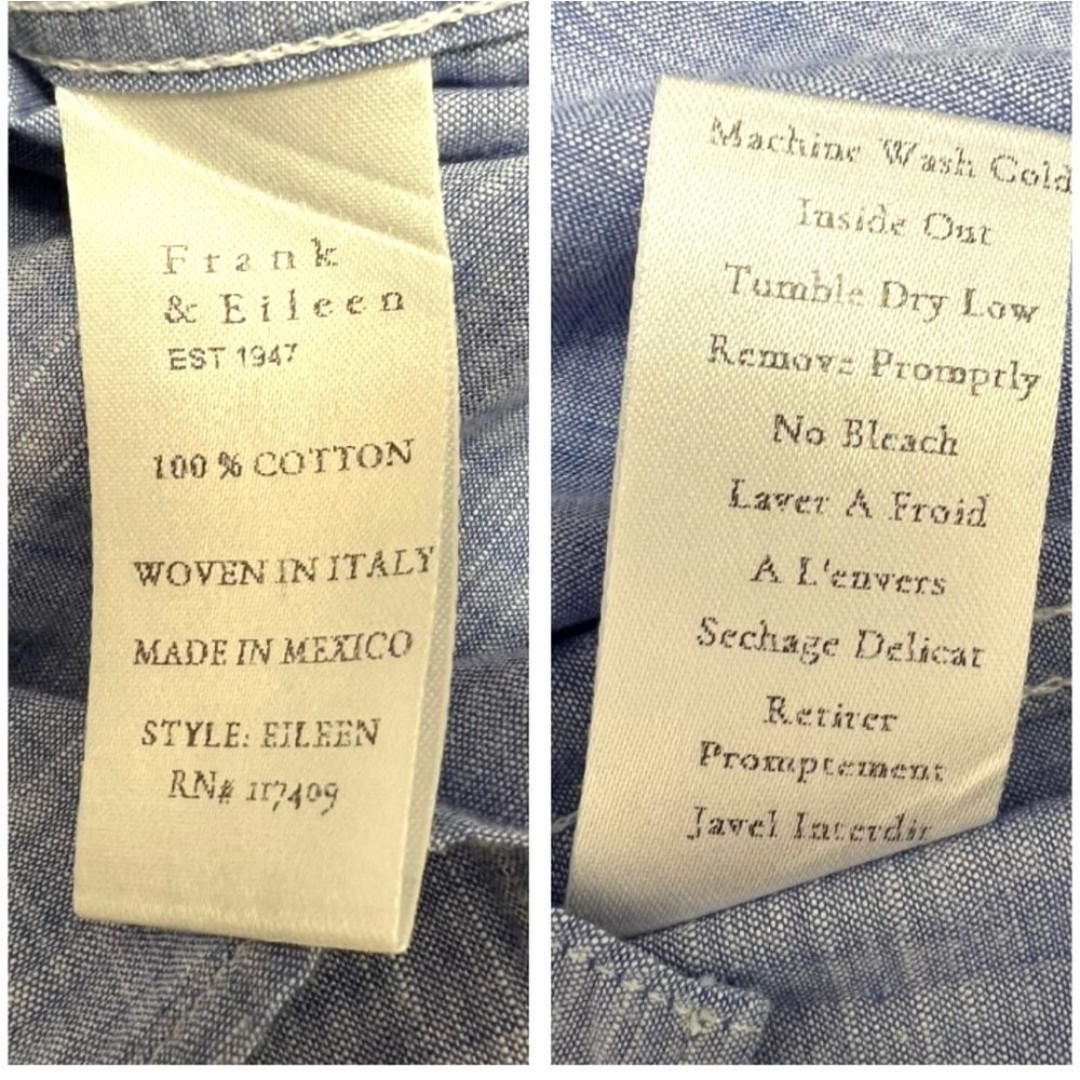 Frank
& Eileen
EST 1947
100 % COTTON
WOVEN IN ITALY
MADE IN MEXICO
STYLE: EILEEN
RN# 117409
Machine Wash Cold
Inside Out
Tumble Dry Low
Remove Promptly
No Bleach
Laver A Froid
A L'envers
Sechage Delicat
Retirer
Promptement
Javel Interdir